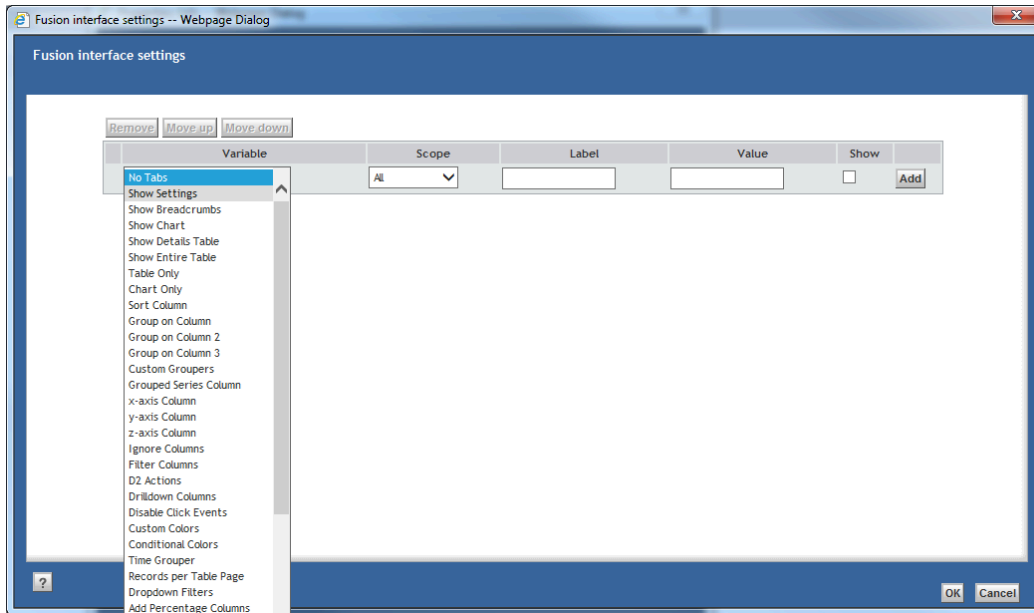 Fusion interface settings -- Webpage Dialog
x
Fusion interface settings
Remove Move up Move down
Variable Scope Label Value Show
No Tabs
All
Add
Show Settings
Show Breadcrumbs
Show Chart
Show Details Table
Show Entire Table
Table Only
Chart Only
Sort Column
Group on Column
Group on Column 2
Group on Column 3
Custom Groupers
Grouped Series Column
x-axis Column
y-axis Column
z-axis Column
Ignore Columns
Filter Columns
D2 Actions
Drilldown Columns
Disable Click Events
Custom Colors
Conditional Colors
Time Grouper
Records per Table Page
Dropdown Filters
Add Percentage Columns
?
OK Cancel